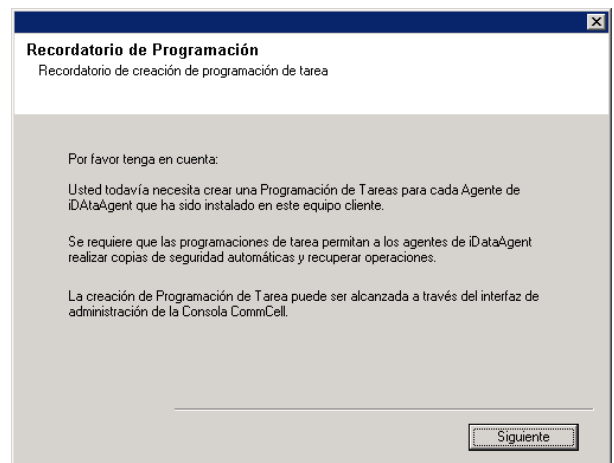 Recordatorio de Programación
Recordatorio de creación de programación de tarea
Por favor tenga en cuenta:
Usted todavía necesita crear una Programación de Tareas para cada Agente de
iDAtaAgent que ha sido instalado en este equipo cliente.
Se requiere que las programaciones de tarea permitan a los agentes de iDataAgent
realizar copias de seguridad automáticas y recuperar operaciones.
La creación de Programación de Tarea puede ser alcanzada a través del interfaz de
administración de la Consola CommCell.
Siguiente